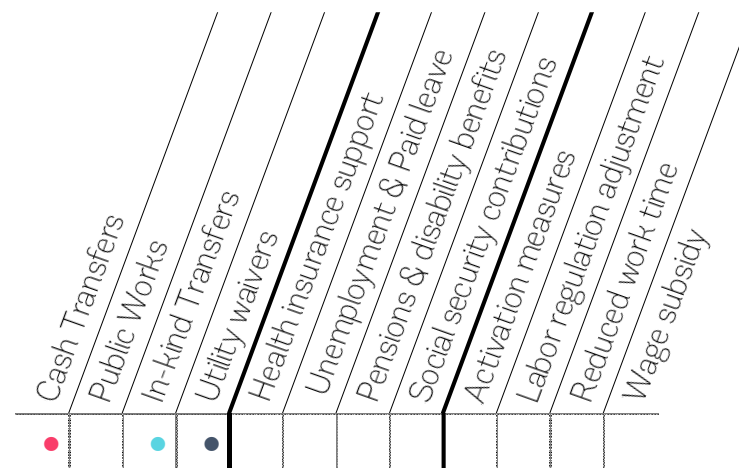 Cash Transfers
Public Works
In-kind Transfers
Utility waivers
Health insurance support
Unemployment & Paid leave
Pensions & disability benefits
Social security contributions
Activation measures
Labor regulation adjustment
Reduced work time
Wage subsidy